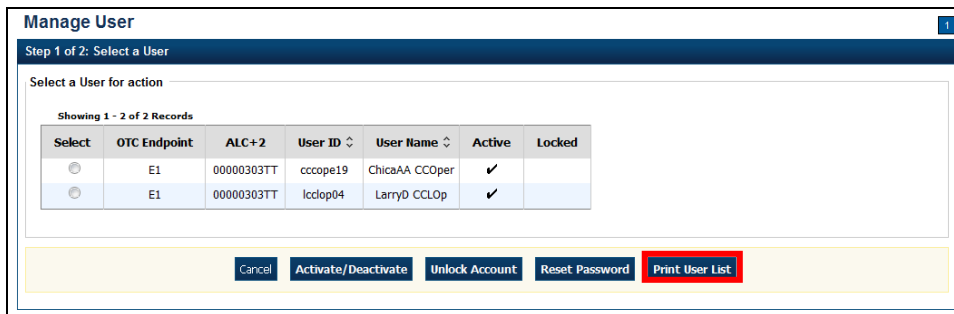 Manage User
1
Step 1 of 2: Select a User
Select a User for action
Showing 1 - 2 of 2 Records
Select OTC Endpoint ALC+2 User ID User Name Active Locked
E1 00000303TT cccope19 ChicaAA CCOper ✔
E1 00000303TT lcclop04 LarryD CCLOp ✔
Cancel Activate/Deactivate Unlock Account Reset Password Print User List